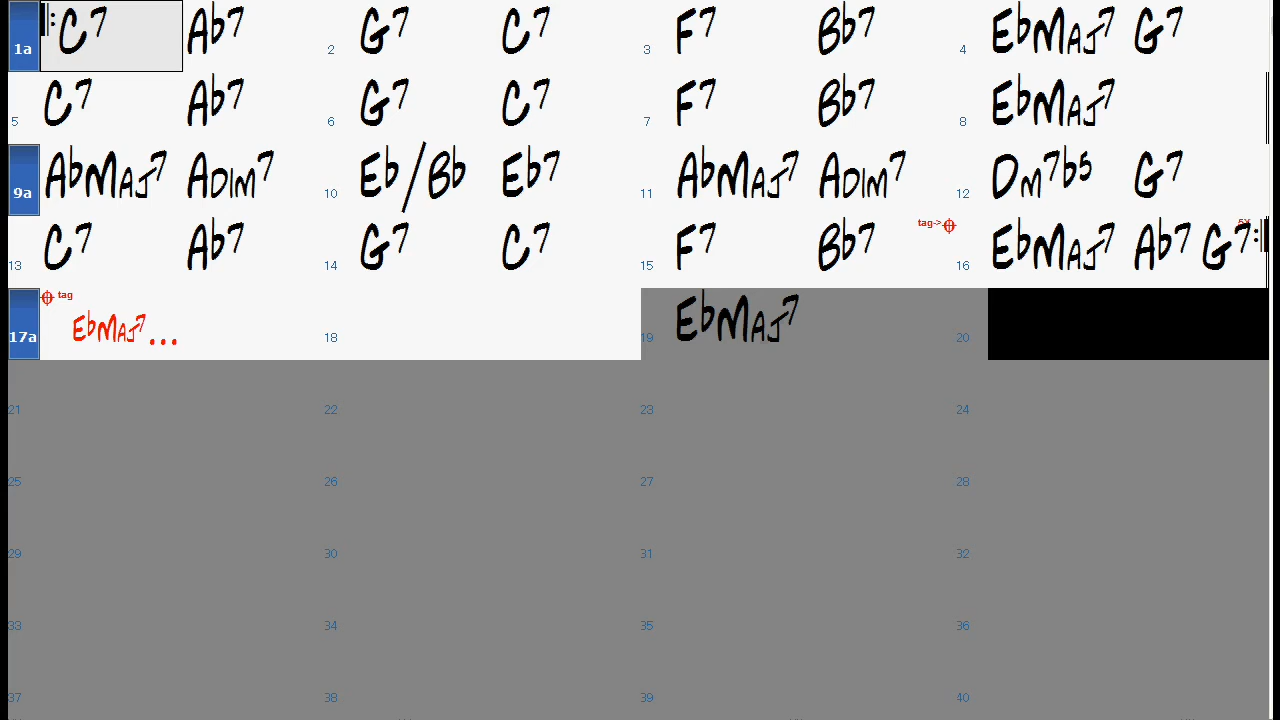 1a 𝄆 C7 Ab7 2 G7 C7 3 F7 Bb7 4 EbMAJ7 G7
5 C7 Ab7 6 G7 C7 7 F7 Bb7 8 EbMAJ7
9a AbMAJ7 ADIM7 10 Eb/Bb Eb7 11 AbMAJ7 ADIM7 12 Dm7b5 G7
tag-> 5X
13 C7 Ab7 14 G7 C7 15 F7 Bb7 16 EbMAJ7 Ab7 G7
tag
17a EbMAJ7... 18 19 EbMAJ7 20
21 22 23 24
25 26 27 28
29 30 31 32
33 34 35 36
37 38 39 40